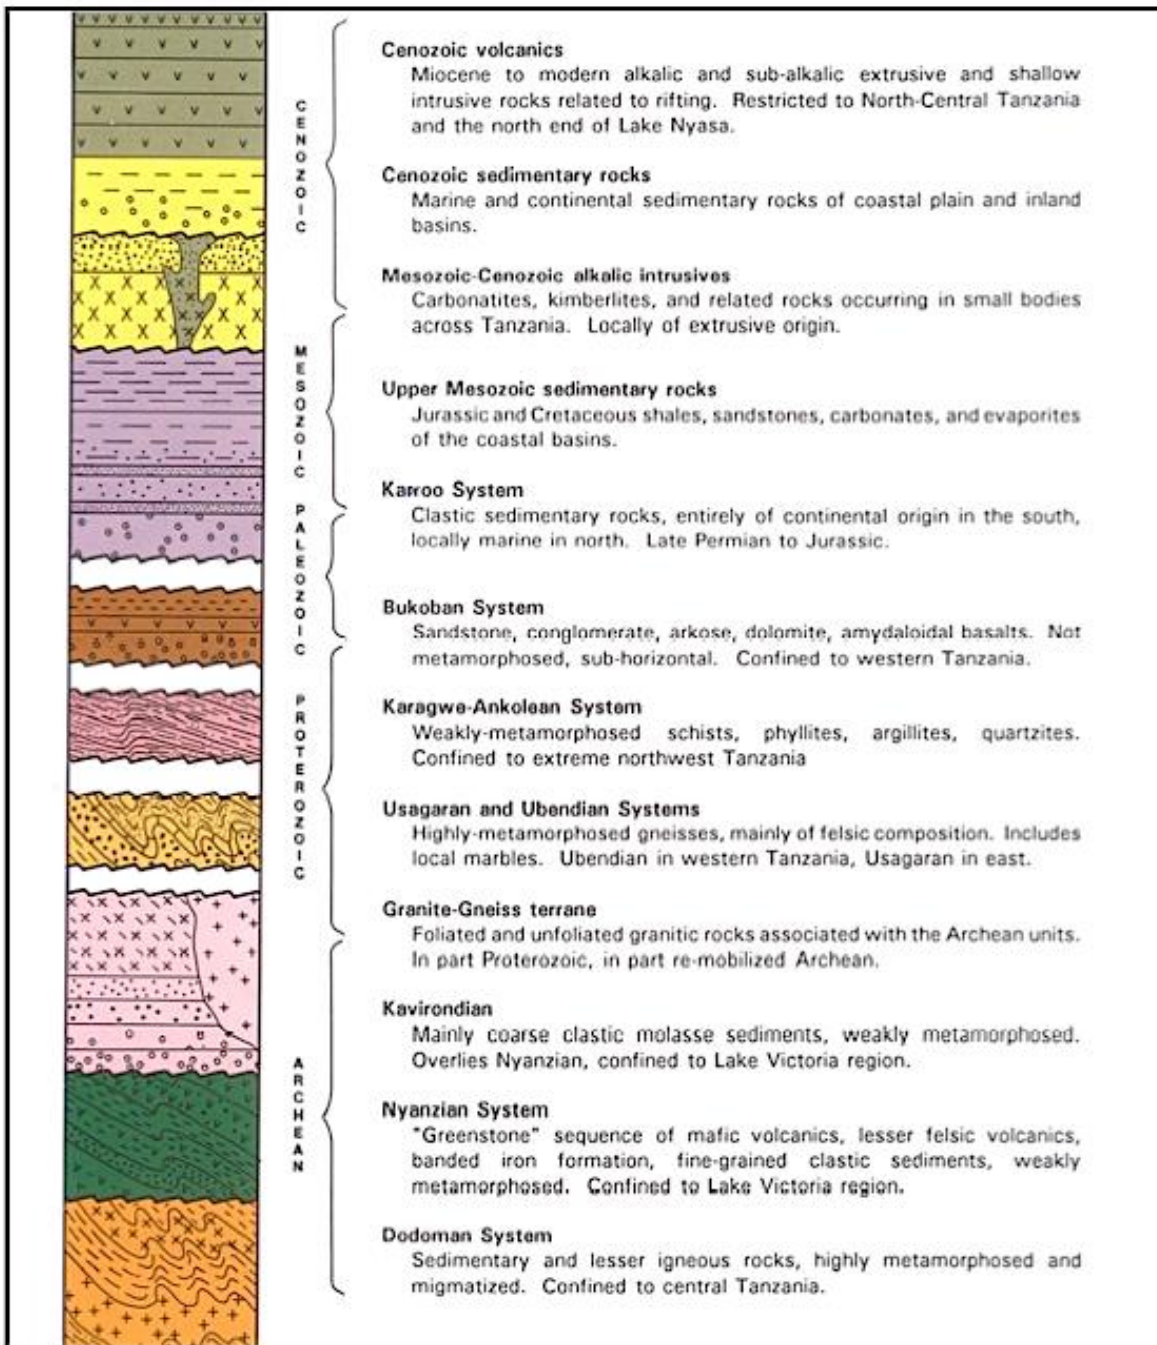 CENOZOIC
MESOZOIC
PALEOZOIC
PROTEROZOIC
ARCHEAN
Cenozoic volcanics
Miocene to modern alkalic and sub-alkalic extrusive and shallow
intrusive rocks related to rifting. Restricted to North-Central Tanzania
and the north end of Lake Nyasa.
Cenozoic sedimentary rocks
Marine and continental sedimentary rocks of coastal plain and inland
basins.
Mesozoic-Cenozoic alkalic intrusives
Carbonatites, kimberlites, and related rocks occurring in small bodies
across Tanzania. Locally of extrusive origin.
Upper Mesozoic sedimentary rocks
Jurassic and Cretaceous shales, sandstones, carbonates, and evaporites
of the coastal basins.
Karroo System
Clastic sedimentary rocks, entirely of continental origin in the south,
locally marine in north. Late Permian to Jurassic.
Bukoban System
Sandstone, conglomerate, arkose, dolomite, amydaloidal basalts. Not
metamorphosed, sub-horizontal. Confined to western Tanzania.
Karagwe-Ankolean System
Weakly-metamorphosed schists, phyllites, argillites, quartzites.
Confined to extreme northwest Tanzania
Usagaran and Ubendian Systems
Highly-metamorphosed gneisses, mainly of felsic composition. Includes
local marbles. Ubendian in western Tanzania, Usagaran in east.
Granite-Gneiss terrane
Foliated and unfoliated granitic rocks associated with the Archean units.
In part Proterozoic, in part re-mobilized Archean.
Kavirondian
Mainly coarse clastic molasse sediments, weakly metamorphosed.
Overlies Nyanzian, confined to Lake Victoria region.
Nyanzian System
"Greenstone" sequence of mafic volcanics, lesser felsic volcanics,
banded iron formation, fine-grained clastic sediments, weakly
metamorphosed. Confined to Lake Victoria region.
Dodoman System
Sedimentary and lesser igneous rocks, highly metamorphosed and
migmatized. Confined to central Tanzania.